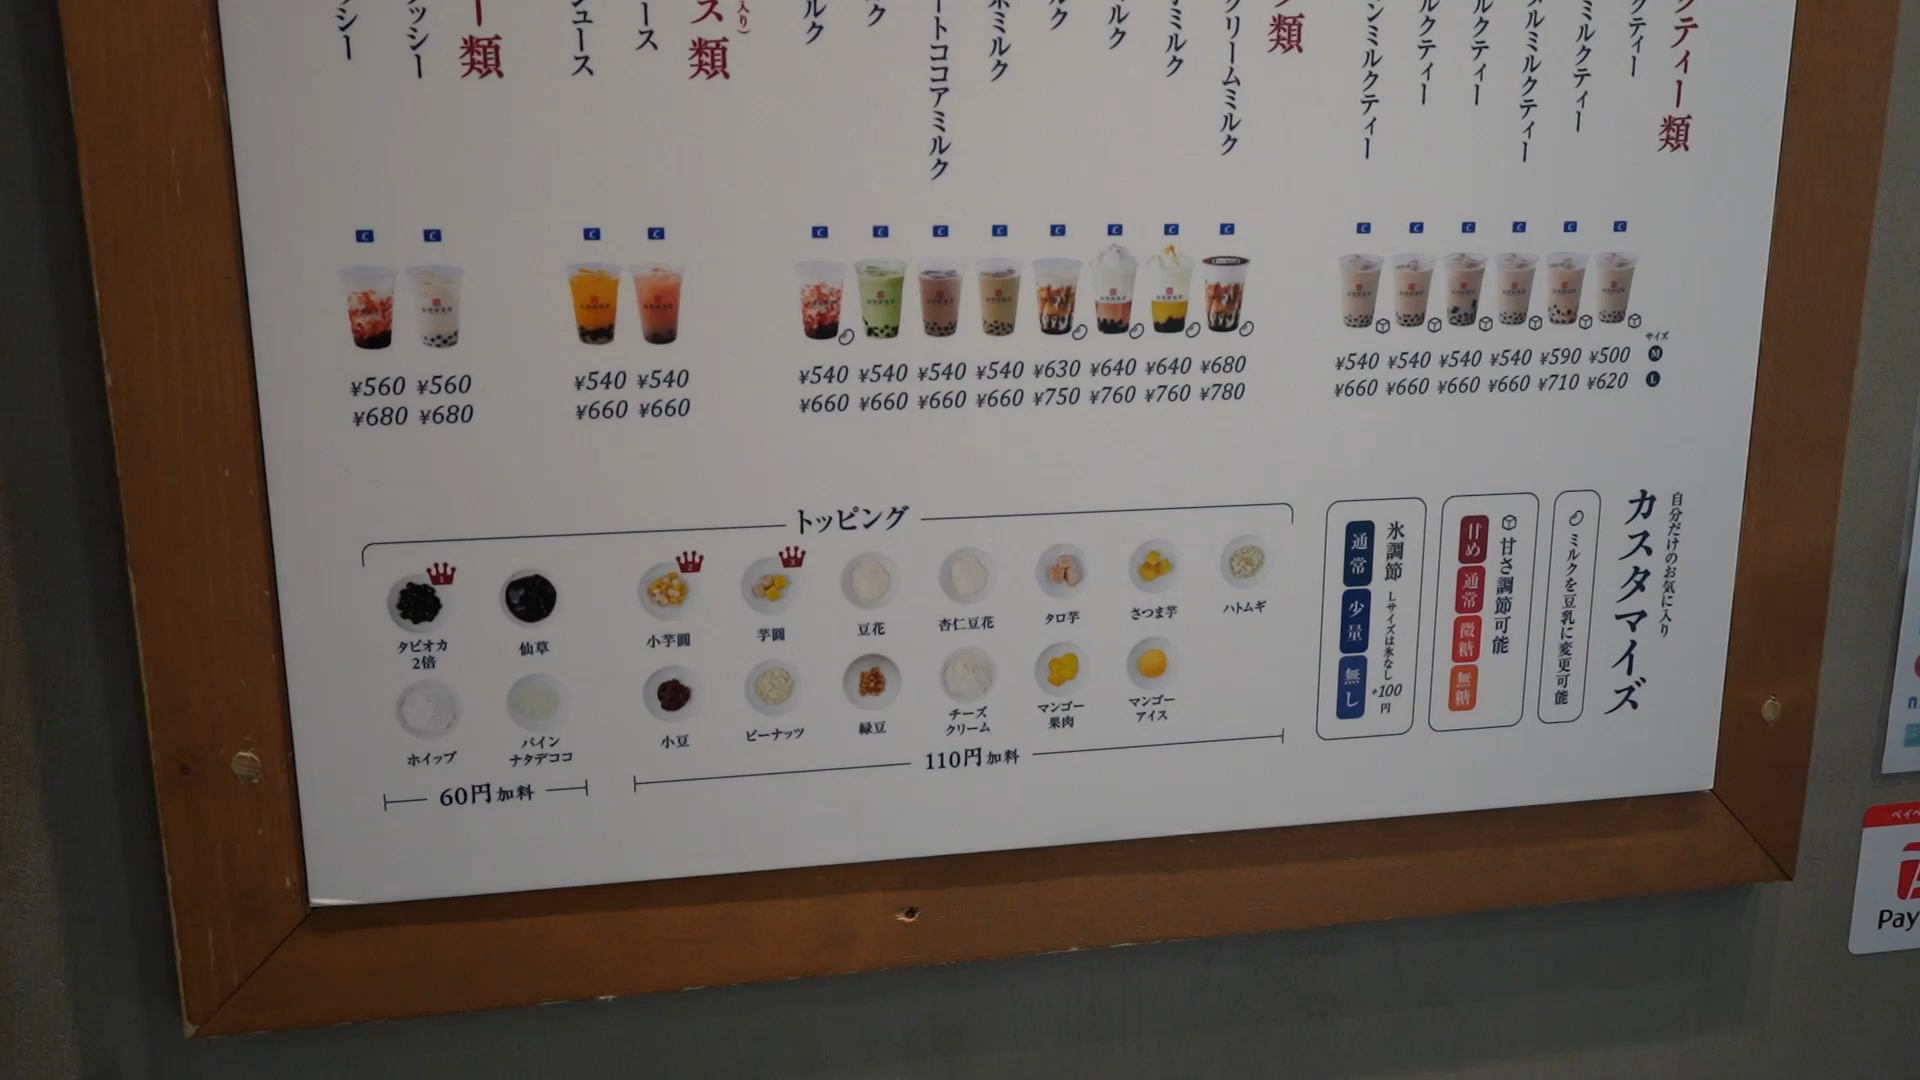 ティー類
クティー
ミルクティー
タルミルクティー
ルクティー
ルクティー
ンミルクティー
類
クリームミルク
ミルク
ルク
ルク
ミルク
ートココアミルク
ク
ルク
ス類
入り)
ース
ュース
ー類
ッシー
シー
サイズ
M
L
¥560 ¥560
¥680 ¥680
¥540 ¥540
¥660 ¥660
¥540 ¥540 ¥540 ¥540 ¥630 ¥640 ¥640 ¥680
¥660 ¥660 ¥660 ¥660 ¥750 ¥760 ¥760 ¥780
¥540 ¥540 ¥540 ¥540 ¥590 ¥500
¥660 ¥660 ¥660 ¥660 ¥710 ¥620
自分だけのお気に入り
カスタマイズ
ミルクを豆乳に変更可能
甘さ調節可能
甘め
通常
微糖
無糖
氷調節
Lサイズは氷なし+100円
通常
少量
無し
トッピング
1
タピオカ
2倍
仙草
2
小芋圓
3
芋圓
豆花
杏仁豆花
タロ芋
さつま芋
ハトムギ
ホイップ
パイン
ナタデココ
小豆
ピーナッツ
緑豆
チーズ
クリーム
マンゴー
果肉
マンゴー
アイス
60円加料
110円加料
ペイペ
Pay